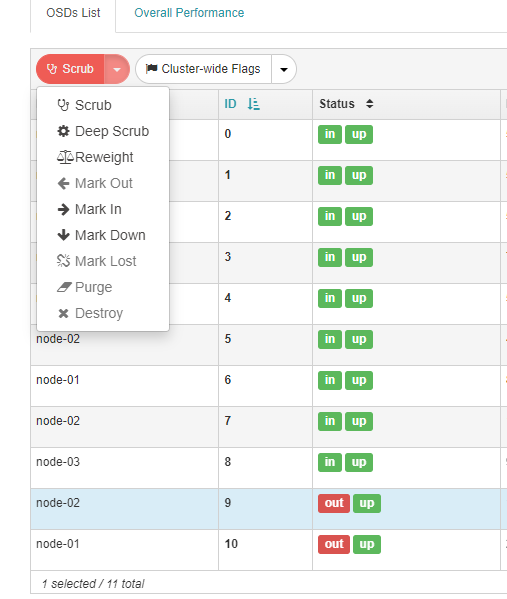 OSDs List Overall Performance
Scrub Cluster-wide Flags
Scrub
Deep Scrub
Reweight
Mark Out
Mark In
Mark Down
Mark Lost
Purge
Destroy
ID Status
0 in up
1 in up
2 in up
3 in up
4 in up
node-02 5 in up
node-01 6 in up
node-02 7 in up
node-03 8 in up
node-02 9 out up
node-01 10 out up
1 selected / 11 total